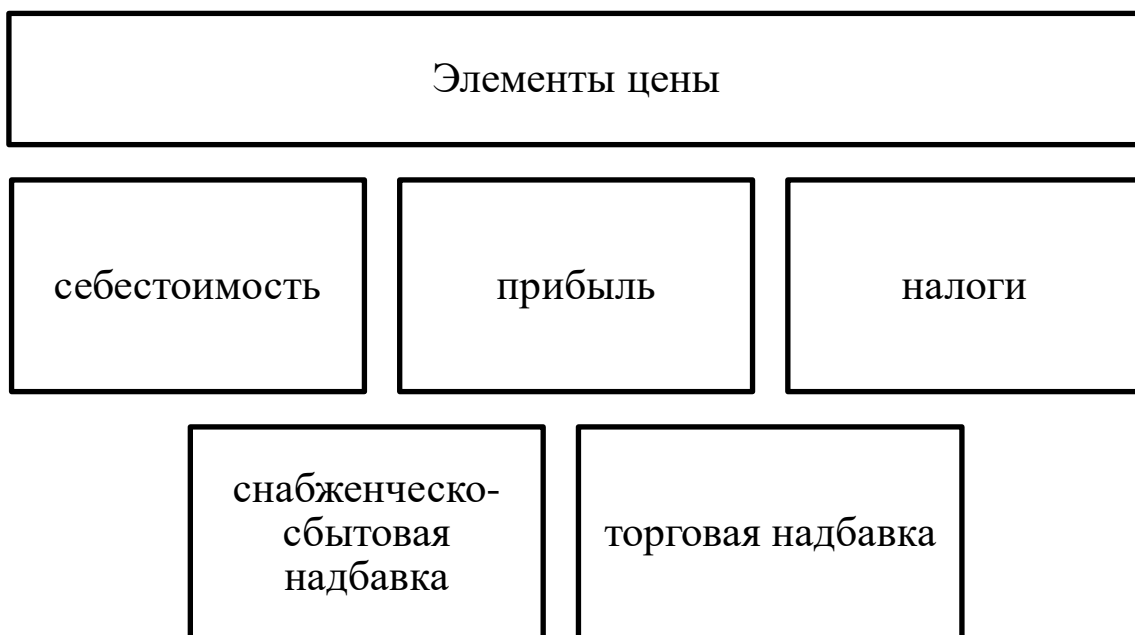 Элементы цены
себестоимость
прибыль
налоги
снабженческо-
сбытовая
надбавка
торговая надбавка